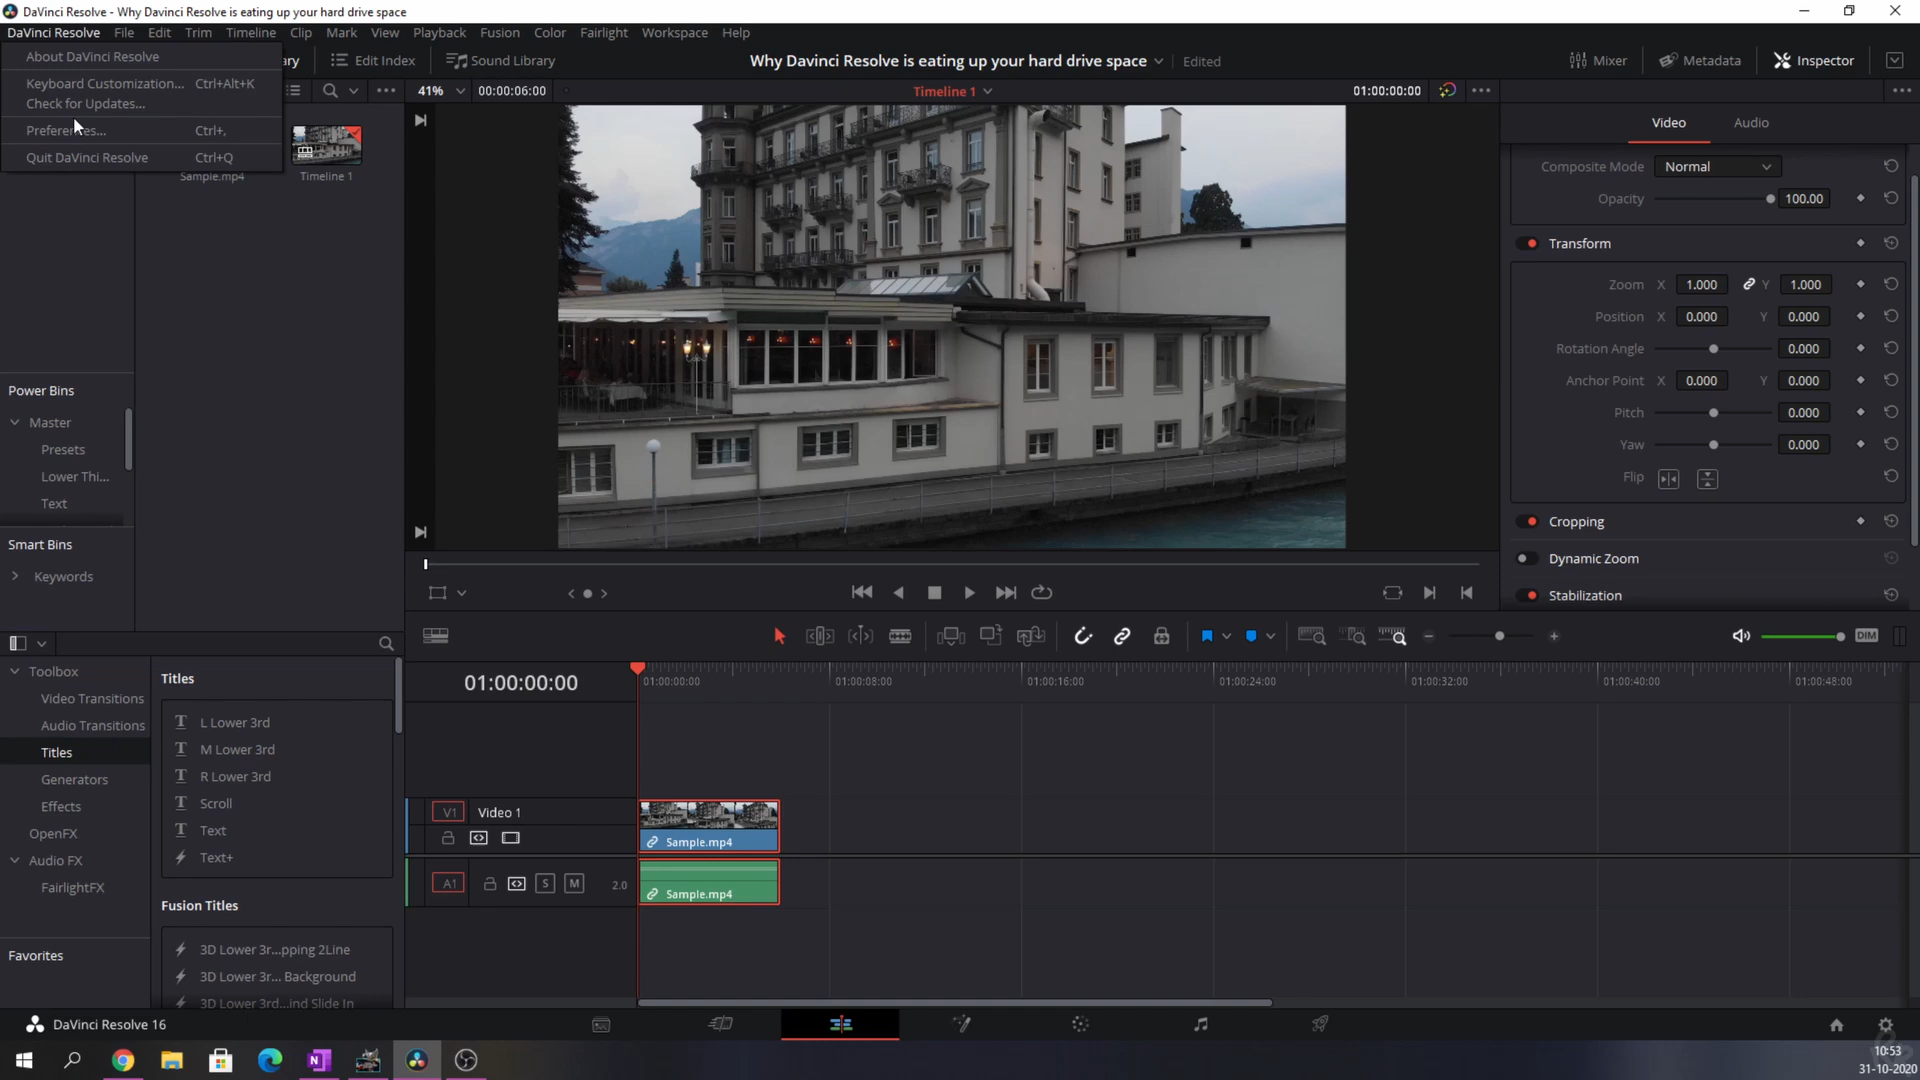 DaVinci Resolve - Why Davinci Resolve is eating up your hard drive space
DaVinci Resolve File Edit Trim Timeline Clip Mark View Playback Fusion Color Fairlight Workspace Help
About DaVinci Resolve
Keyboard Customization... Ctrl+Alt+K
Check for Updates...
Preferences... Ctrl+,
Quit DaVinci Resolve Ctrl+Q
Edit Index Sound Library
Why Davinci Resolve is eating up your hard drive space Edited
Mixer Metadata Inspector
41% 00:00:06:00 Timeline 1 01:00:00:00
Sample.mp4 Timeline 1
Video Audio
Composite Mode Normal
Opacity 100.00
Transform
Zoom X 1.000 Y 1.000
Position X 0.000 Y 0.000
Rotation Angle 0.000
Anchor Point X 0.000 Y 0.000
Pitch 0.000
Yaw 0.000
Flip
Cropping
Dynamic Zoom
Stabilization
Power Bins
Master
Presets
Lower Thi...
Text
Smart Bins
Keywords
DIM
Toolbox
Video Transitions
Audio Transitions
Titles
Generators
Effects
OpenFX
Audio FX
FairlightFX
Favorites
Titles
L Lower 3rd
M Lower 3rd
R Lower 3rd
Scroll
Text
Text+
Fusion Titles
3D Lower 3r...pping 2Line
3D Lower 3r... Background
3D Lower 3rd...ind Slide In
01:00:00:00
01:00:00:00 01:00:08:00 01:00:16:00 01:00:24:00 01:00:32:00 01:00:40:00 01:00:48:00
V1 Video 1
Sample.mp4
A1 S M 2.0
Sample.mp4
DaVinci Resolve 16
10:53
31-10-2020